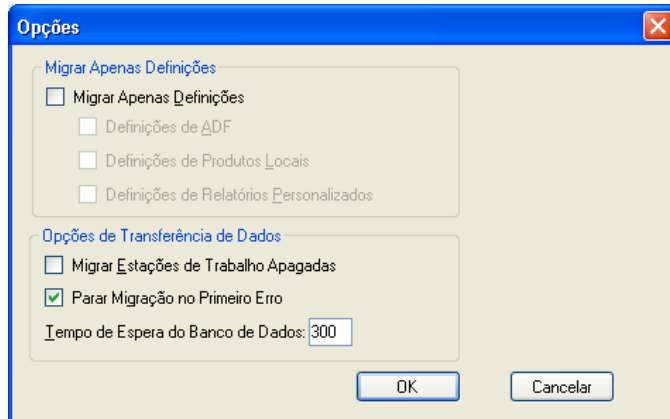 Opções
Migrar Apenas Definições
Migrar Apenas Definições
Definições de ADF
Definições de Produtos Locais
Definições de Relatórios Personalizados
Opções de Transferência de Dados
Migrar Estações de Trabalho Apagadas
Parar Migração no Primeiro Erro
Tempo de Espera do Banco de Dados: 300
OK Cancelar